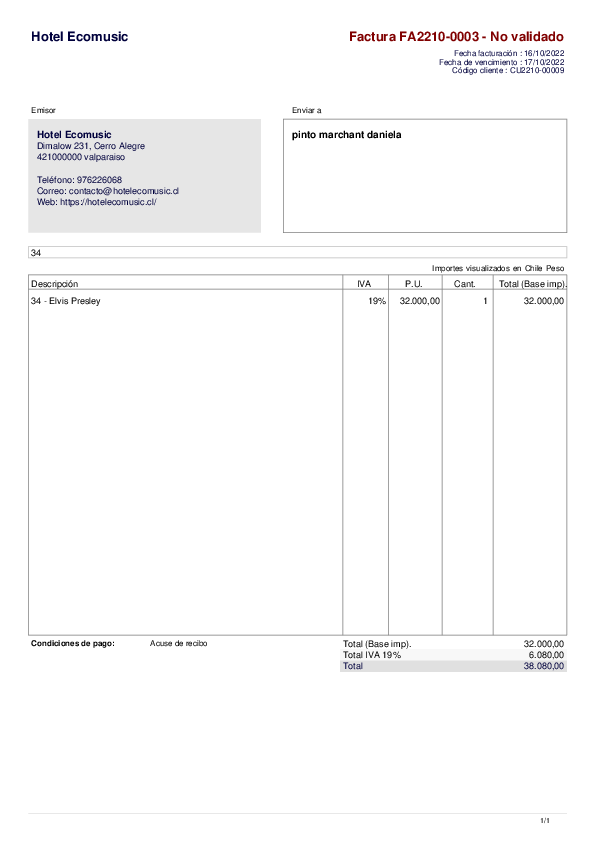 Hotel Ecomusic
Factura FA2210-0003 - No validado
Fecha facturación : 16/10/2022
Fecha de vencimiento : 17/10/2022
Código cliente : CU2210-00009
Emisor
Enviar a
Hotel Ecomusic
Dimalow 231, Cerro Alegre
421000000 valparaiso
Teléfono: 976226068
Correo: contacto@hotelecomusic.cl
Web: https://hotelecomusic.cl/
pinto marchant daniela
34
Importes visualizados en Chile Peso
Descripción IVA P.U. Cant. Total (Base imp).
34 - Elvis Presley 19% 32.000,00 1 32.000,00
Condiciones de pago: Acuse de recibo
Total (Base imp). 32.000,00
Total IVA 19% 6.080,00
Total 38.080,00
1/1